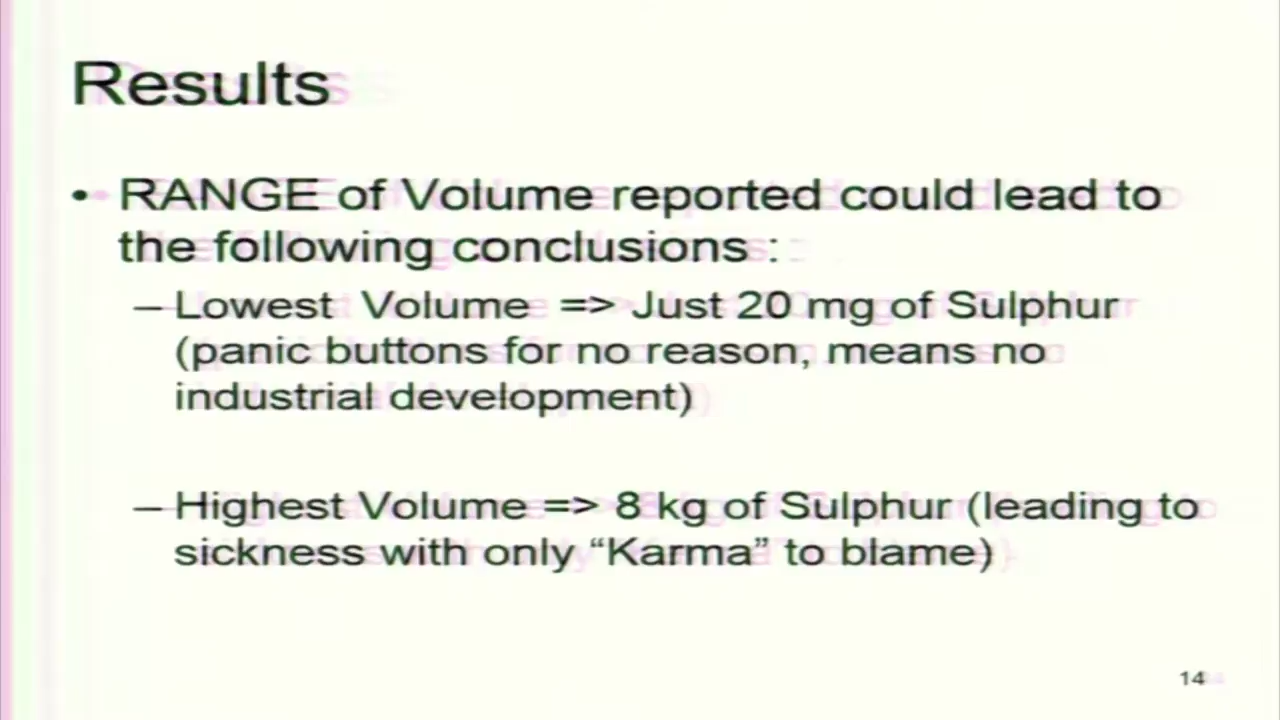 Results
• RANGE of Volume reported could lead to
the following conclusions :
– Lowest Volume => Just 20 mg of Sulphur
(panic buttons for no reason, means no
industrial development)
– Highest Volume => 8 kg of Sulphur (leading to
sickness with only “Karma” to blame)
14